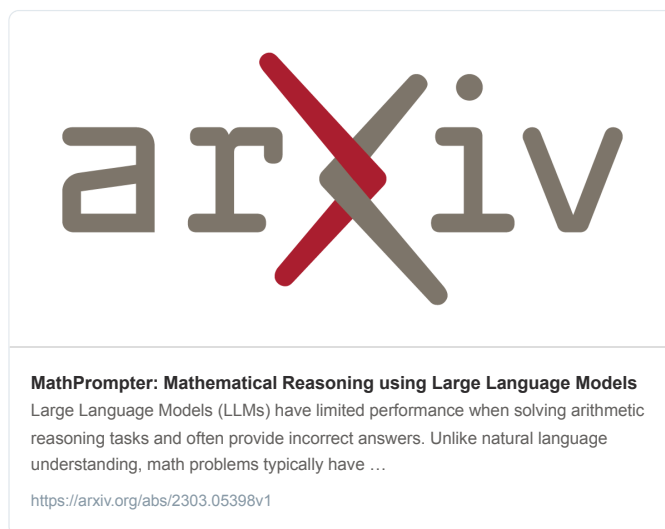 arXiv
MathPrompter: Mathematical Reasoning using Large Language Models
Large Language Models (LLMs) have limited performance when solving arithmetic
reasoning tasks and often provide incorrect answers. Unlike natural language
understanding, math problems typically have …
https://arxiv.org/abs/2303.05398v1